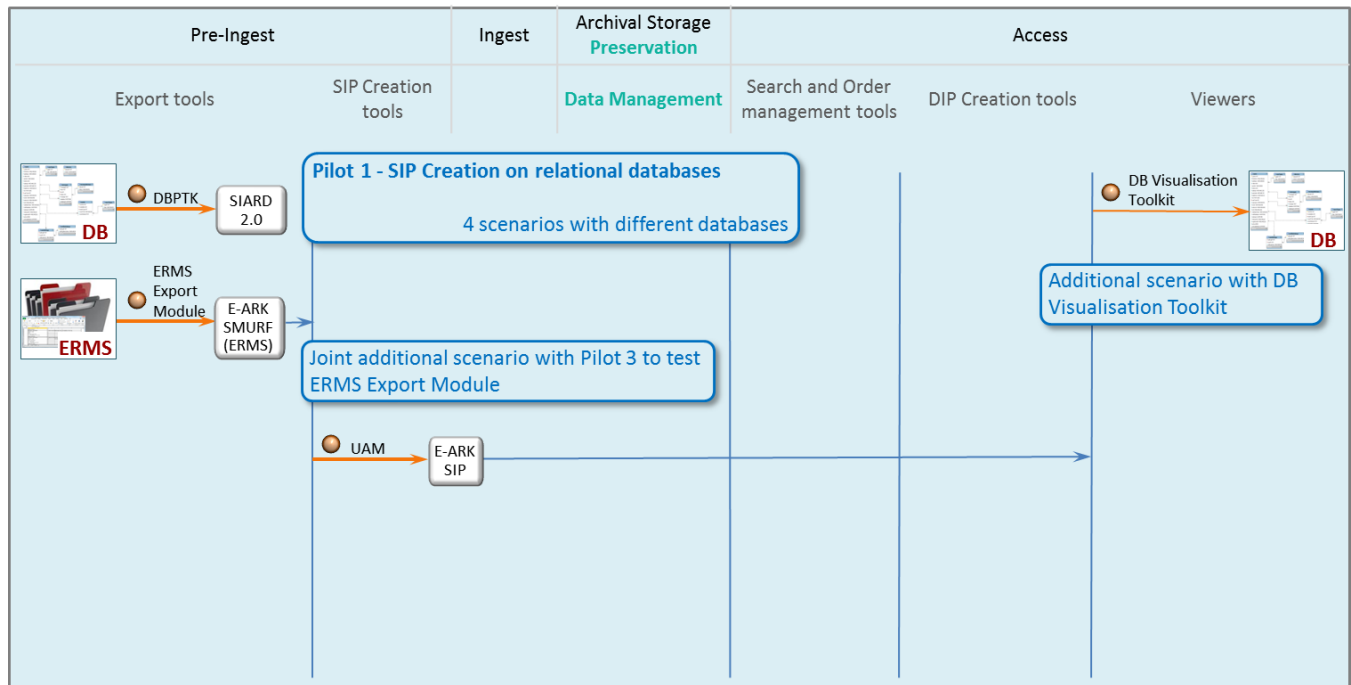 Pre-Ingest
Ingest
Archival Storage
Preservation
Access
Export tools
SIP Creation
tools
Data Management
Search and Order
management tools
DIP Creation tools
Viewers
Pilot 1 - SIP Creation on relational databases
4 scenarios with different databases
DBPTK
SIARD
2.0
DB
DB Visualisation
Toolkit
DB
ERMS
Export
Module
E-ARK
SMURF
(ERMS)
ERMS
Additional scenario with DB
Visualisation Toolkit
Joint additional scenario with Pilot 3 to test
ERMS Export Module
UAM
E-ARK
SIP